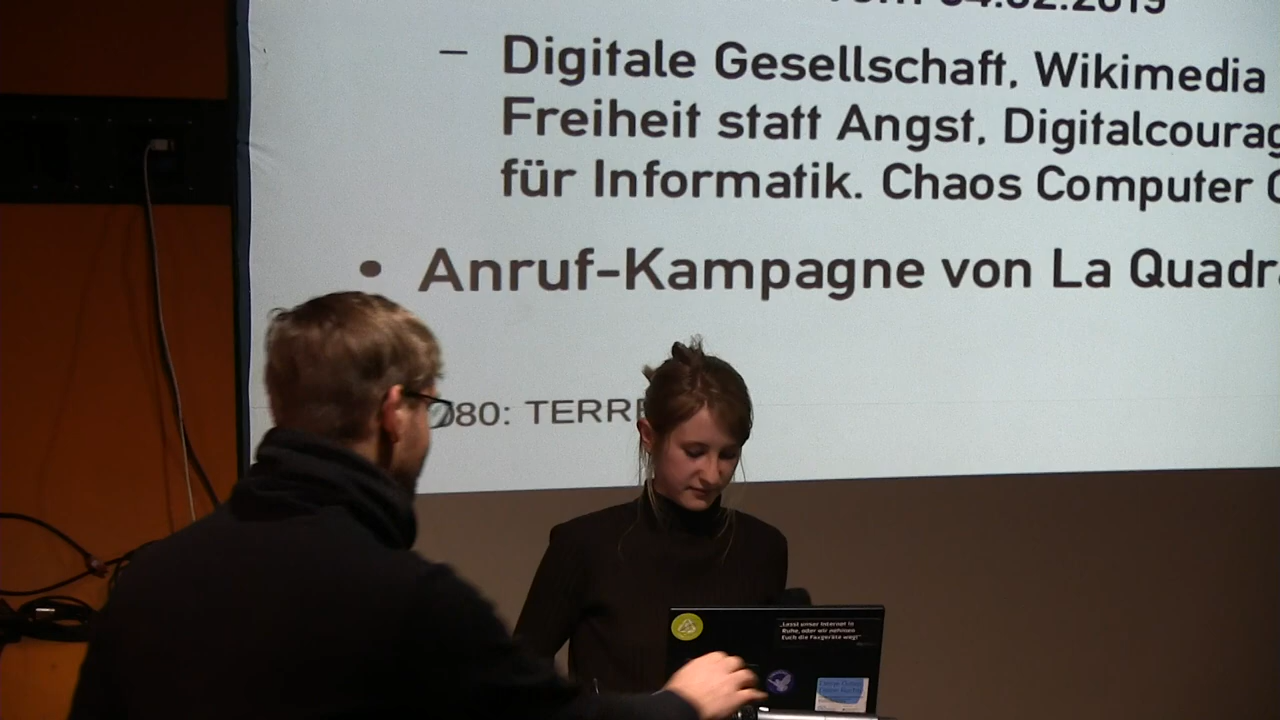 – Digitale Gesellschaft, Wikimedia
Freiheit statt Angst, Digitalcourag
für Informatik. Chaos Computer C
• Anruf-Kampagne von La Quadr
080: TERRE
„Lasst unser Internet in
Ruhe, oder wir nehmen
Euch die Faxgeräte weg!"